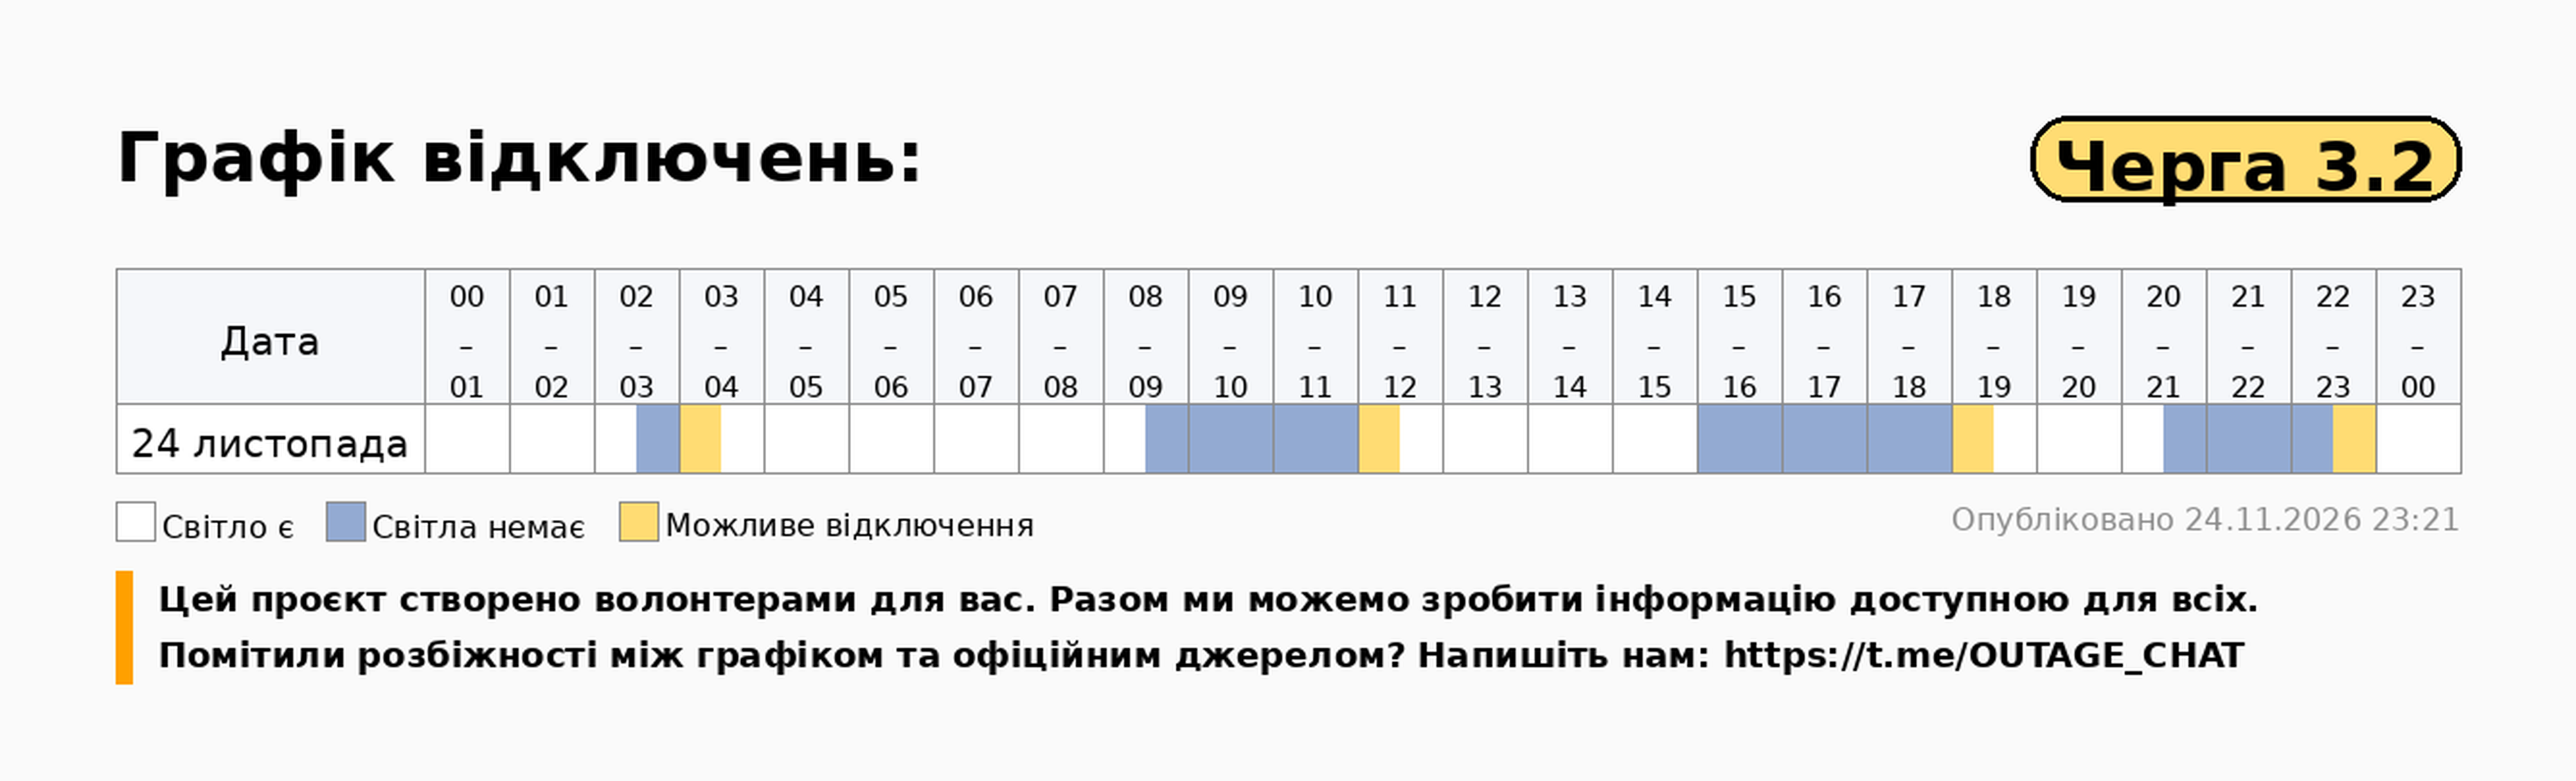 Графік відключень:
Черга 3.2
Дата
00 – 01
01 – 02
02 – 03
03 – 04
04 – 05
05 – 06
06 – 07
07 – 08
08 – 09
09 – 10
10 – 11
11 – 12
12 – 13
13 – 14
14 – 15
15 – 16
16 – 17
17 – 18
18 – 19
19 – 20
20 – 21
21 – 22
22 – 23
23 – 00
24 листопада
Світло є
Світла немає
Можливе відключення
Опубліковано 24.11.2026 23:21
Цей проєкт створено волонтерами для вас. Разом ми можемо зробити інформацію доступною для всіх.
Помітили розбіжності між графіком та офіційним джерелом? Напишіть нам: https://t.me/OUTAGE_CHAT